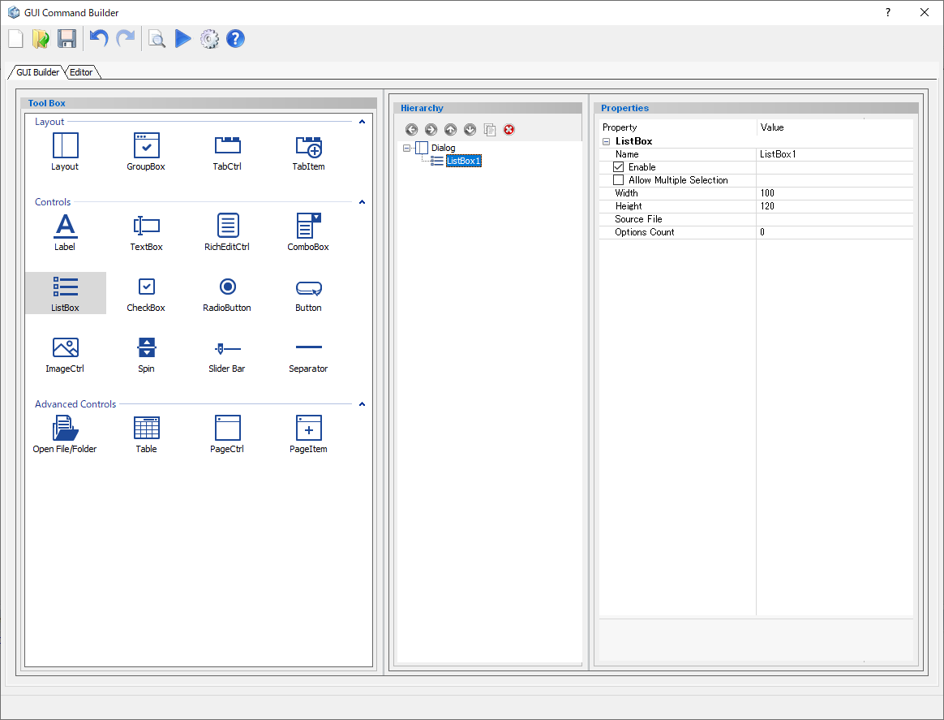 GUI Command Builder
?
GUI Builder Editor
Tool Box
Layout
Layout GroupBox TabCtrl TabItem
Controls
Label TextBox RichEditCtrl ComboBox
ListBox CheckBox RadioButton Button
ImageCtrl Spin Slider Bar Separator
Advanced Controls
Open File/Folder Table PageCtrl PageItem
Hierarchy
Dialog
ListBox1
Properties
Property Value
ListBox
Name ListBox1
Enable
Allow Multiple Selection
Width 100
Height 120
Source File
Options Count 0